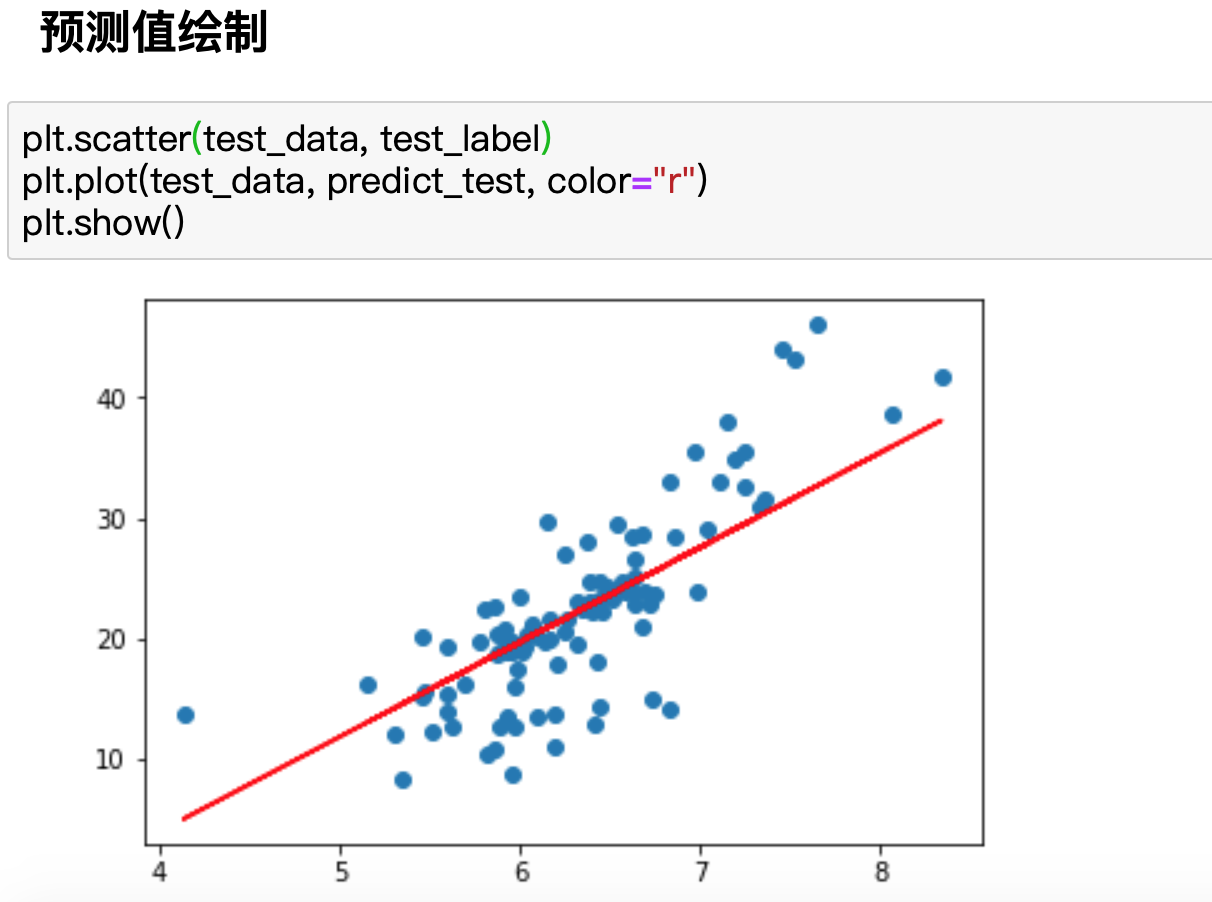 预测值绘制
plt.scatter(test_data, test_label)
plt.plot(test_data, predict_test, color="r")
plt.show()
40
30
20
10
4 5 6 7 8